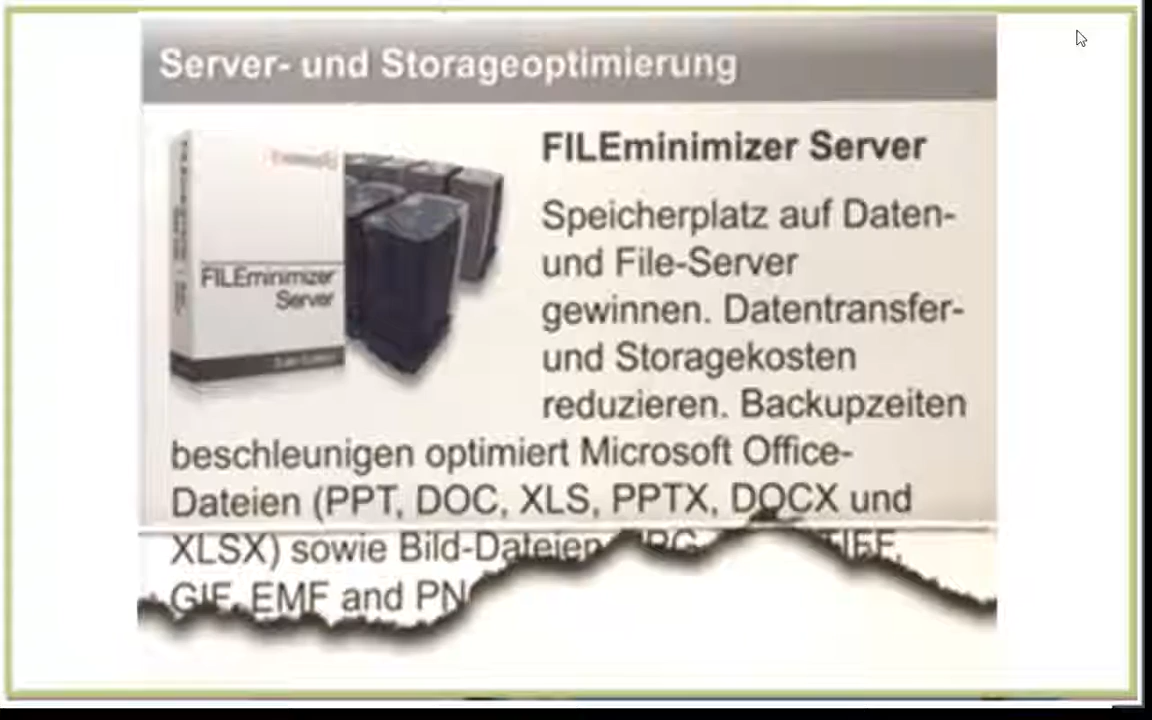 Server- und Storageoptimierung
FILEminimizer
Server
FILEminimizer Server
Speicherplatz auf Daten-
und File-Server
gewinnen. Datentransfer-
und Storagekosten
reduzieren. Backupzeiten
beschleunigen optimiert Microsoft Office-
Dateien (PPT, DOC, XLS, PPTX, DOCX und
XLSX) sowie Bild-Dateien
GIF, EMF and